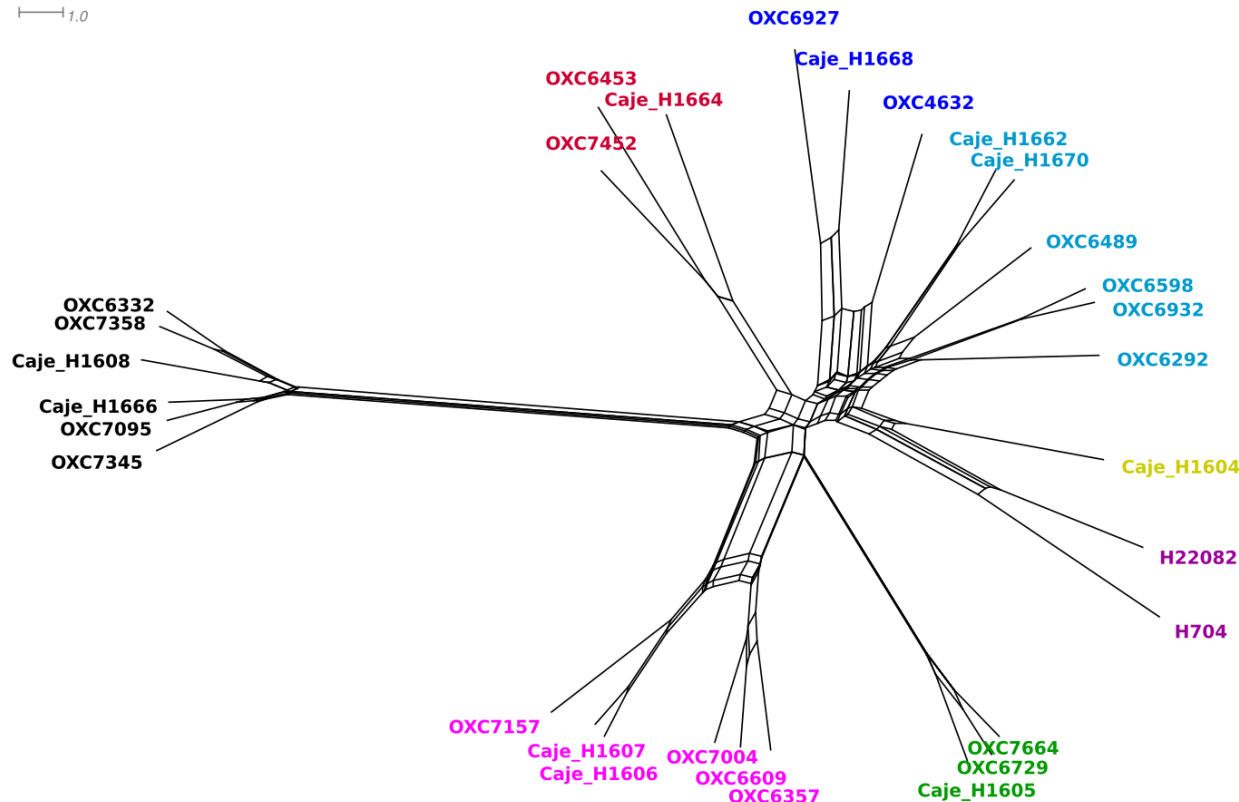 1.0
OXC6927
Caje_H1668
OXC6453
Caje_H1664
OXC4632
OXC7452
Caje_H1662
Caje_H1670
OXC6489
OXC6598
OXC6932
OXC6292
OXC6332
OXC7358
Caje_H1608
Caje_H1666
OXC7095
OXC7345
Caje_H1604
H22082
H704
OXC7157
Caje_H1607
Caje_H1606
OXC7004
OXC6609
OXC6357
OXC7664
OXC6729
Caje_H1605